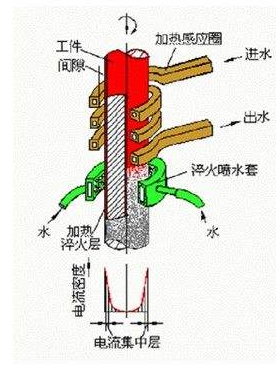 工件
加热感应圈
间隙
进水
出水
淬火喷水套
水
加热
淬火层
水
电流密度
电流集中层